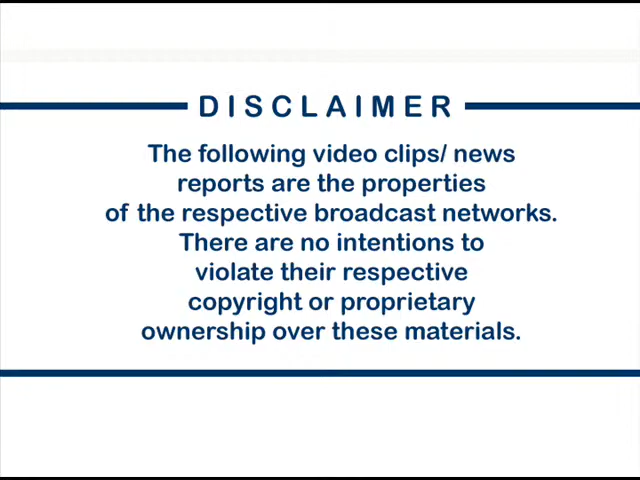 DISCLAIMER
The following video clips/ news
reports are the properties
of the respective broadcast networks.
There are no intentions to
violate their respective
copyright or proprietary
ownership over these materials.